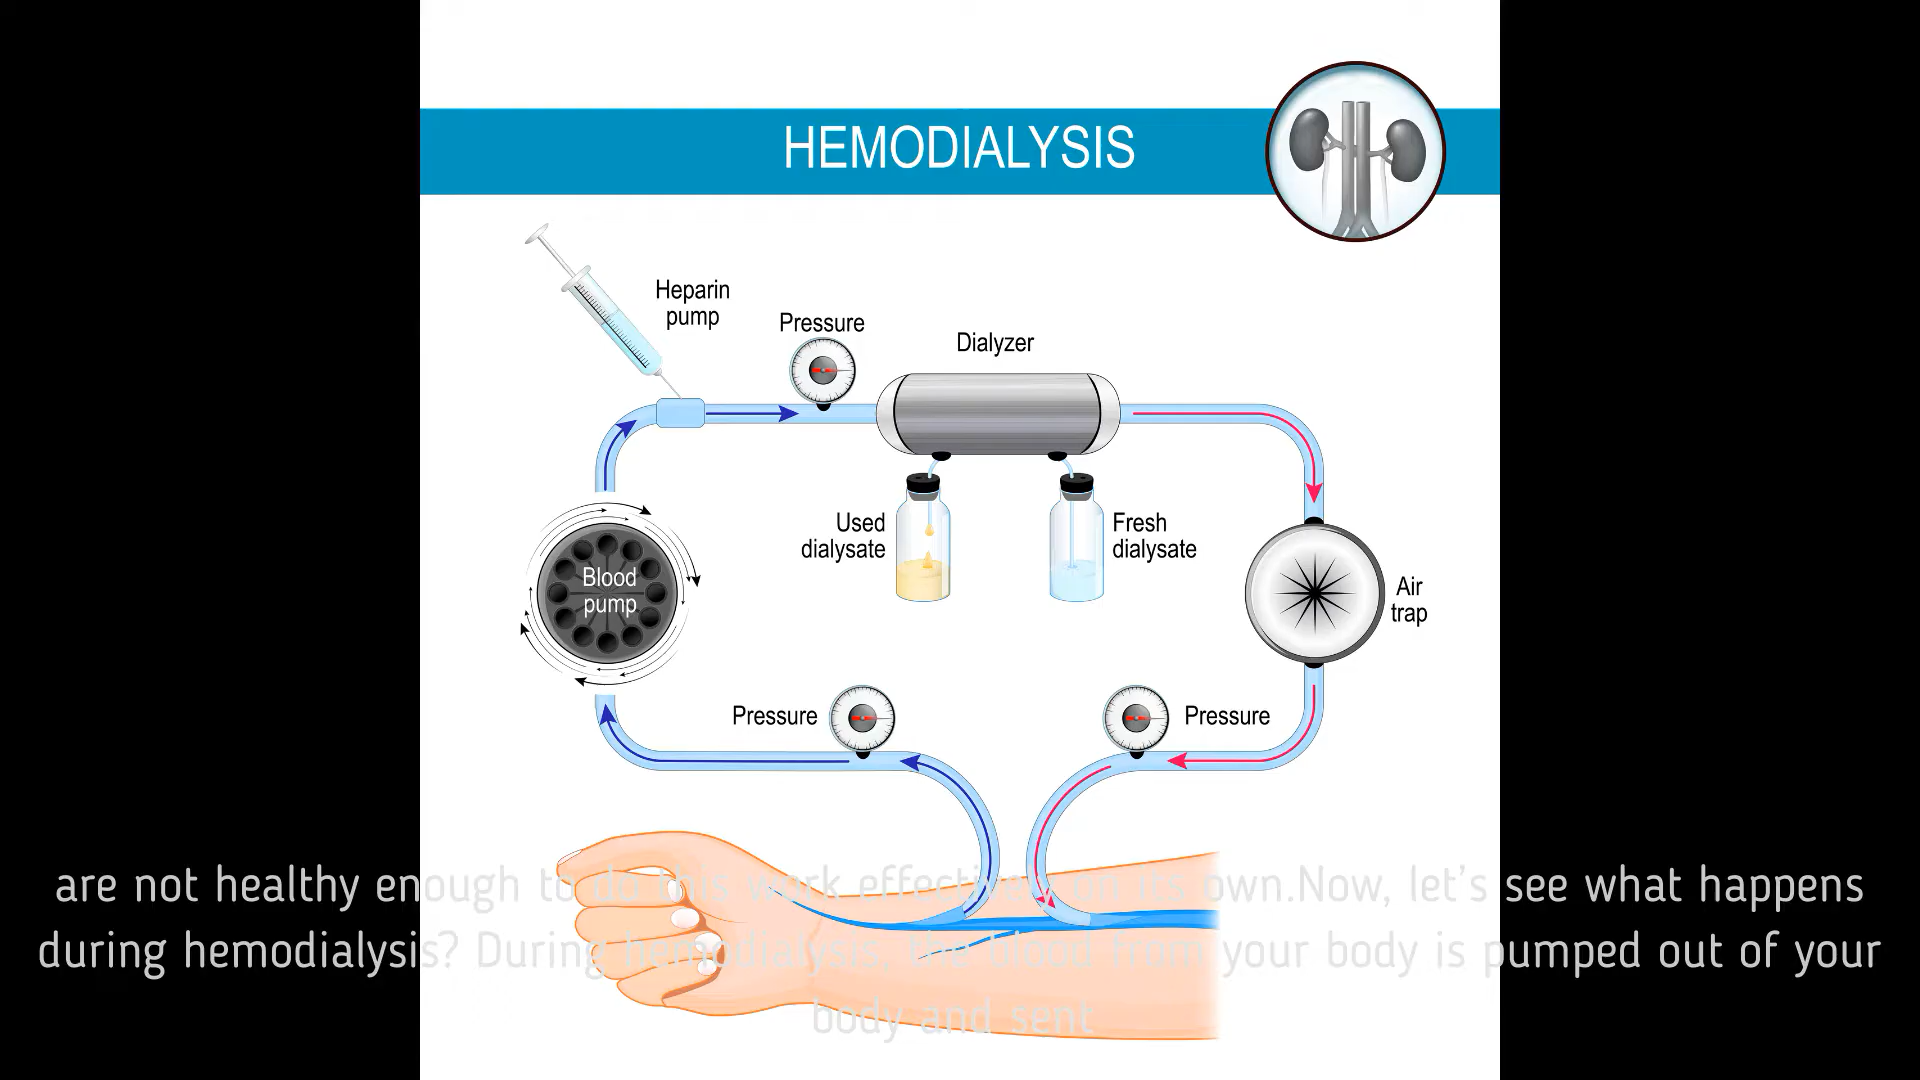 HEMODIALYSIS
Heparin
pump
Pressure
Dialyzer
Used
dialysate
Fresh
dialysate
Blood
pump
Air
trap
Pressure
Pressure
are not healthy enough to do this work effectively on its own.Now, let's see what happens
during hemodialysis? During hemodialysis, the blood from your body is pumped out of your
body and sent